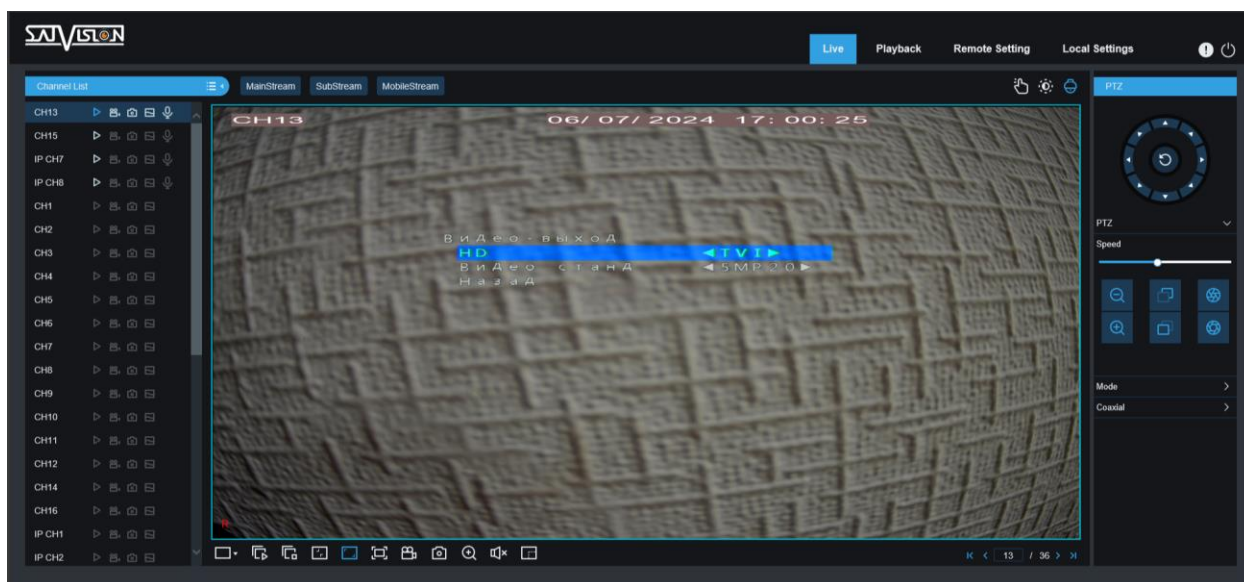 SATVISION
Live Playback Remote Setting Local Settings
Channel List
MainStream SubStream MobileStream
PTZ
CH13
CH15
IP CH7
IP CH8
CH1
CH2
CH3
CH4
CH5
CH6
CH7
CH8
CH9
CH10
CH11
CH12
CH14
CH16
IP CH1
IP CH2
CH13 06/07/2024 17:00:25
Видео-выход
HD ◄TVI►
Видео станд ◄5MP20►
Назад
R
13 / 36
PTZ
Speed
Mode
Coaxial